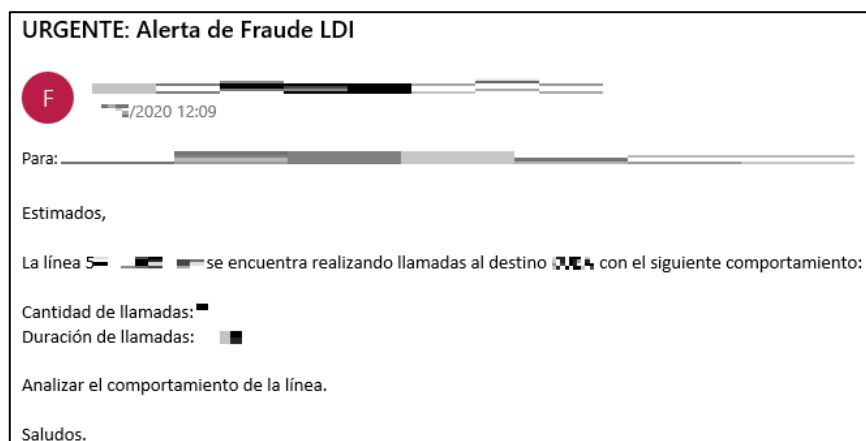 URGENTE: Alerta de Fraude LDI
F
/2020 12:09
Para:
Estimados,
La línea 5 se encuentra realizando llamadas al destino con el siguiente comportamiento:
Cantidad de llamadas:
Duración de llamadas:
Analizar el comportamiento de la línea.
Saludos.